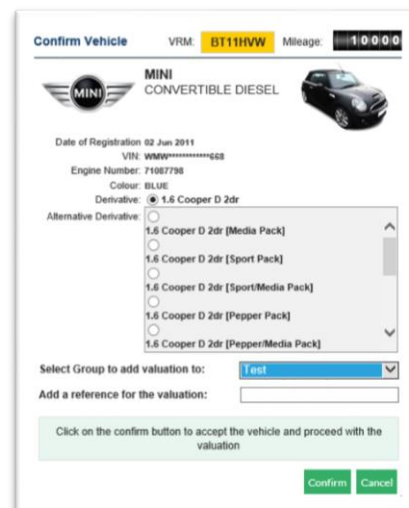 Confirm Vehicle VRM: BT11HVW Mileage: 10000
MINI
CONVERTIBLE DIESEL
MINI
Date of Registration 02 Jun 2011
VIN: WMW************668
Engine Number: 71087798
Colour: BLUE
Derivative: 1.6 Cooper D 2dr
Alternative Derivative:
1.6 Cooper D 2dr [Media Pack]
1.6 Cooper D 2dr [Sport Pack]
1.6 Cooper D 2dr [Sport/Media Pack]
1.6 Cooper D 2dr [Pepper Pack]
1.6 Cooper D 2dr [Pepper/Media Pack]
Select Group to add valuation to: Test
Add a reference for the valuation:
Click on the confirm button to accept the vehicle and proceed with the
valuation
Confirm Cancel